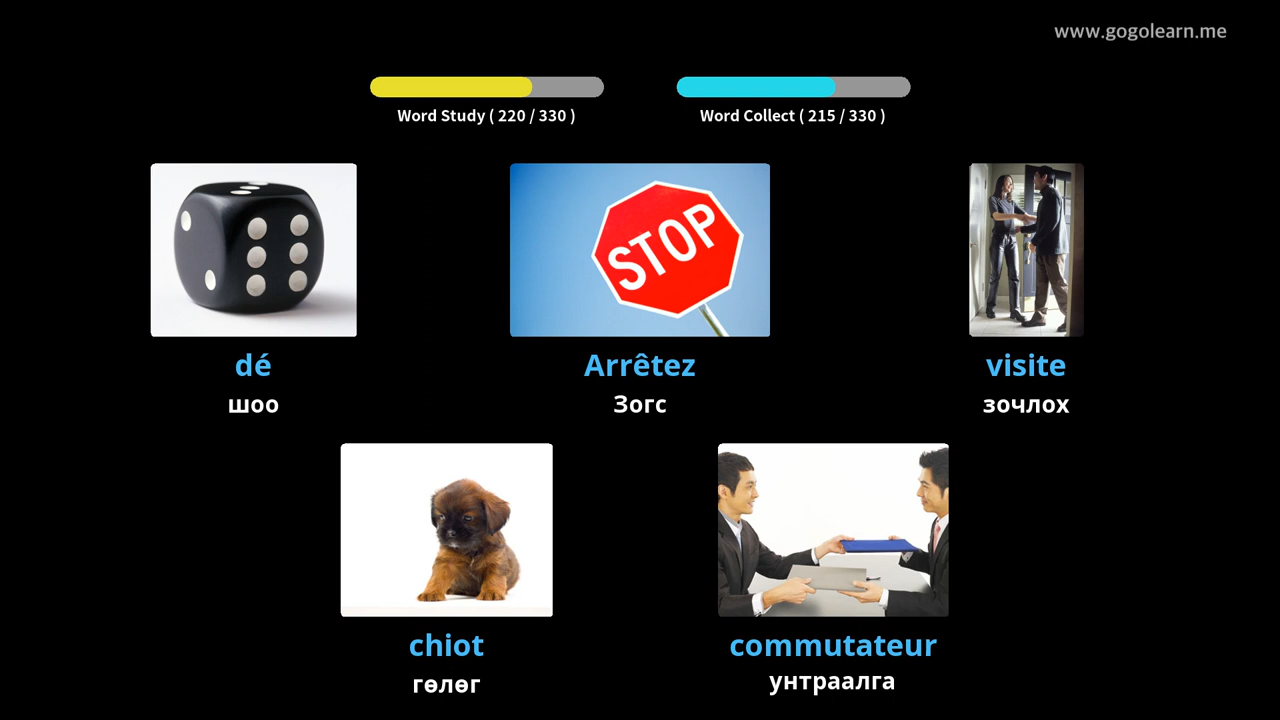 www.gogolearn.me
Word Study ( 220 / 330 )
Word Collect ( 215 / 330 )
STOP
dé
Arrêtez
visite
шоо
Зогс
зочлох
chiot
commutateur
гөлөг
унтраалга